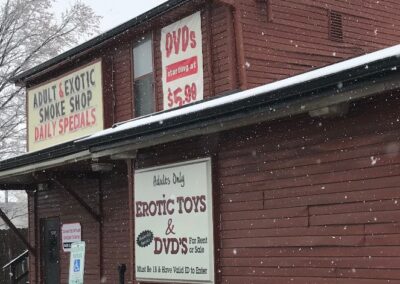 ADULT & EXOTIC
SMOKE SHOP
DAILY SPECIALS
DVDs
starting at
$5.99
Adults Only
EROTIC TOYS
&
DVD'S For Rent
or Sale
Must Be 18 & Have Valid ID to Enter